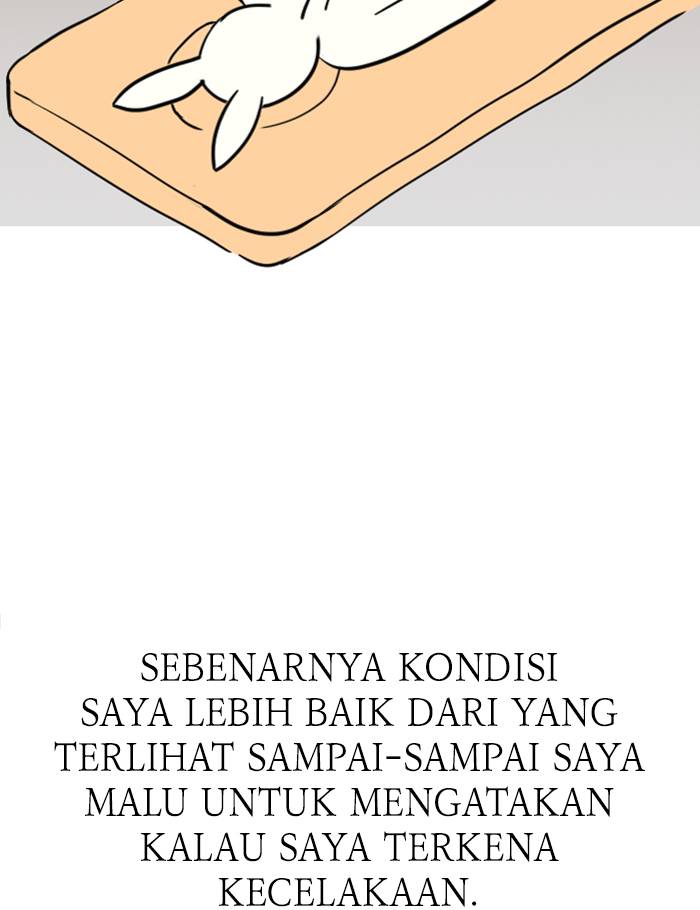 SEBENARNYA KONDISI
SAYA LEBIH BAIK DARI YANG
TERLIHAT SAMPAI-SAMPAI SAYA
MALU UNTUK MENGATAKAN
KALAU SAYA TERKENA
KECELAKAAN.